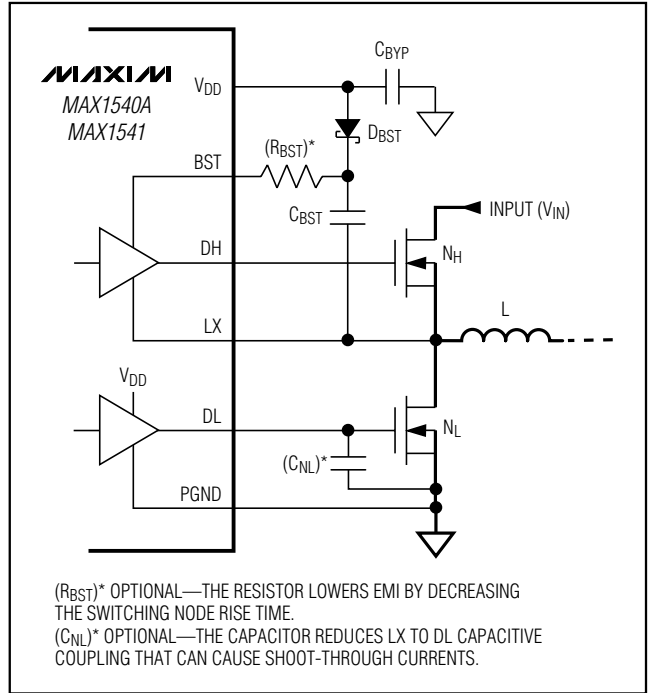 MAXIM
MAX1540A
MAX1541
VDD
CBYP
DBST
(RBST)*
BST
CBST
INPUT (VIN)
DH
NH
L
LX
VDD
DL
NL
(CNL)*
PGND
(RBST)* OPTIONAL—THE RESISTOR LOWERS EMI BY DECREASING
THE SWITCHING NODE RISE TIME.
(CNL)* OPTIONAL—THE CAPACITOR REDUCES LX TO DL CAPACITIVE
COUPLING THAT CAN CAUSE SHOOT-THROUGH CURRENTS.